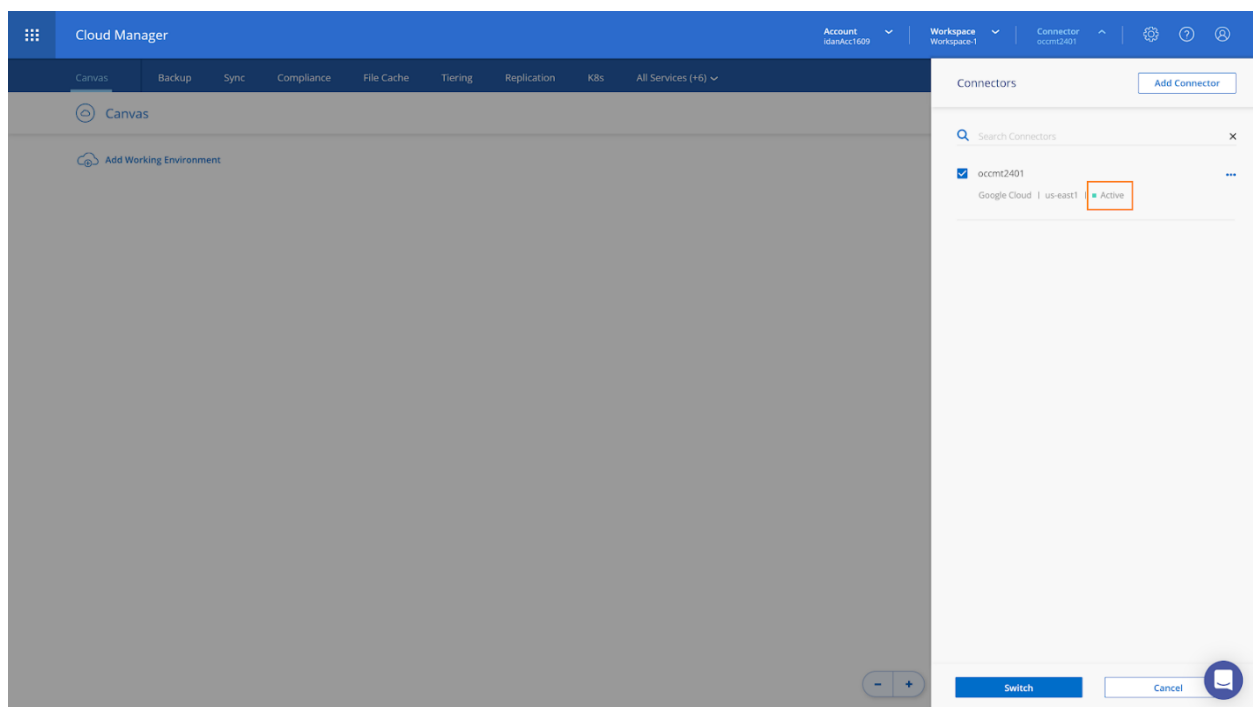 Cloud Manager
Account
idanAcc1609
Workspace
Workspace-1
Connector
occmt2401
Canvas Backup Sync Compliance File Cache Tiering Replication K8s All Services (+6)
Canvas
Add Working Environment
Connectors
Add Connector
Search Connectors
occmt2401
Google Cloud | us-east1 | Active
Switch
Cancel